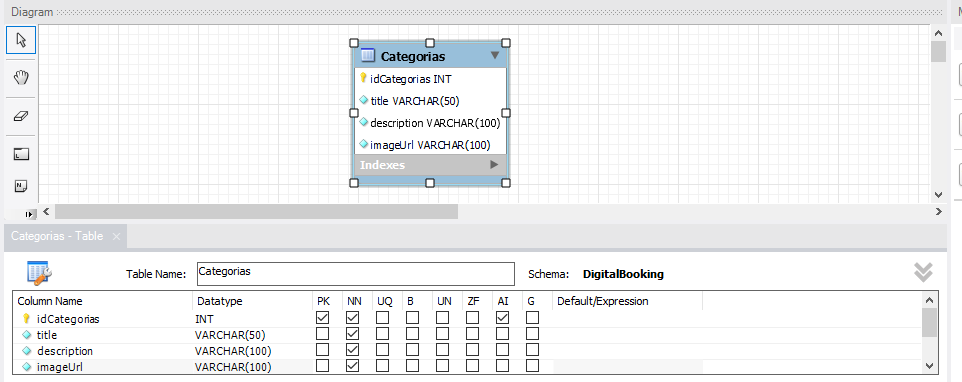 Diagram
Categorias
idCategorias INT
title VARCHAR(50)
description VARCHAR(100)
imageUrl VARCHAR(100)
Indexes
Categorias - Table ×
Table Name: Categorias Schema: DigitalBooking
Column Name Datatype PK NN UQ B UN ZF AI G Default/Expression
idCategorias INT
title VARCHAR(50)
description VARCHAR(100)
imageUrl VARCHAR(100)